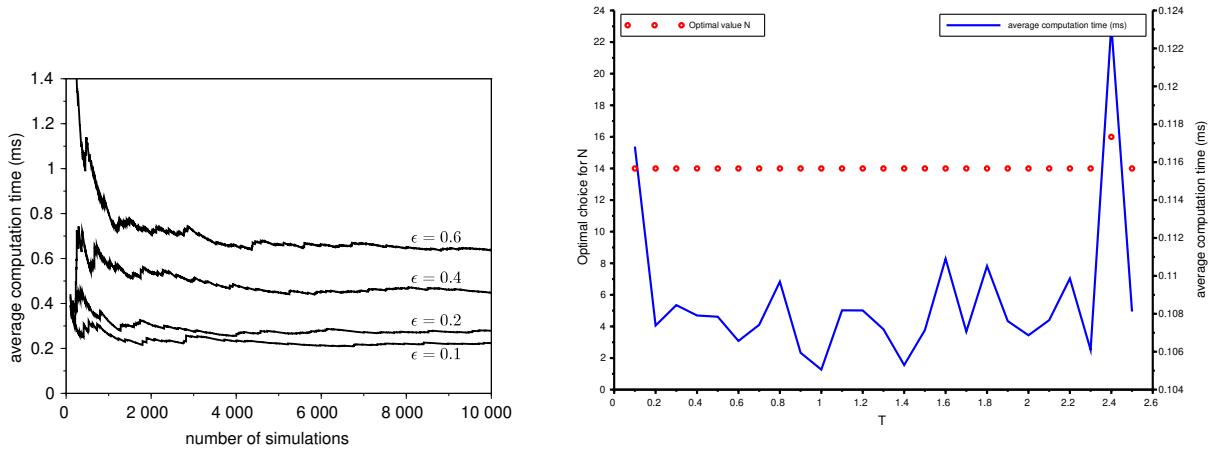 1.4
1.2
1
0.8
0.6
0.4
0.2
0
0 2 000 4 000 6 000 8 000 10 000
average computation time (ms)
number of simulations
ϵ = 0.6
ϵ = 0.4
ϵ = 0.2
ϵ = 0.1
Optimal value N
average computation time (ms)
24
22
20
18
16
14
12
10
8
6
4
2
0
Optimal choice for N
0 0.2 0.4 0.6 0.8 1 1.2 1.4 1.6 1.8 2 2.2 2.4 2.6
T
0.124
0.122
0.12
0.118
0.116
0.114
0.112
0.11
0.108
0.106
0.104
average computation time (ms)